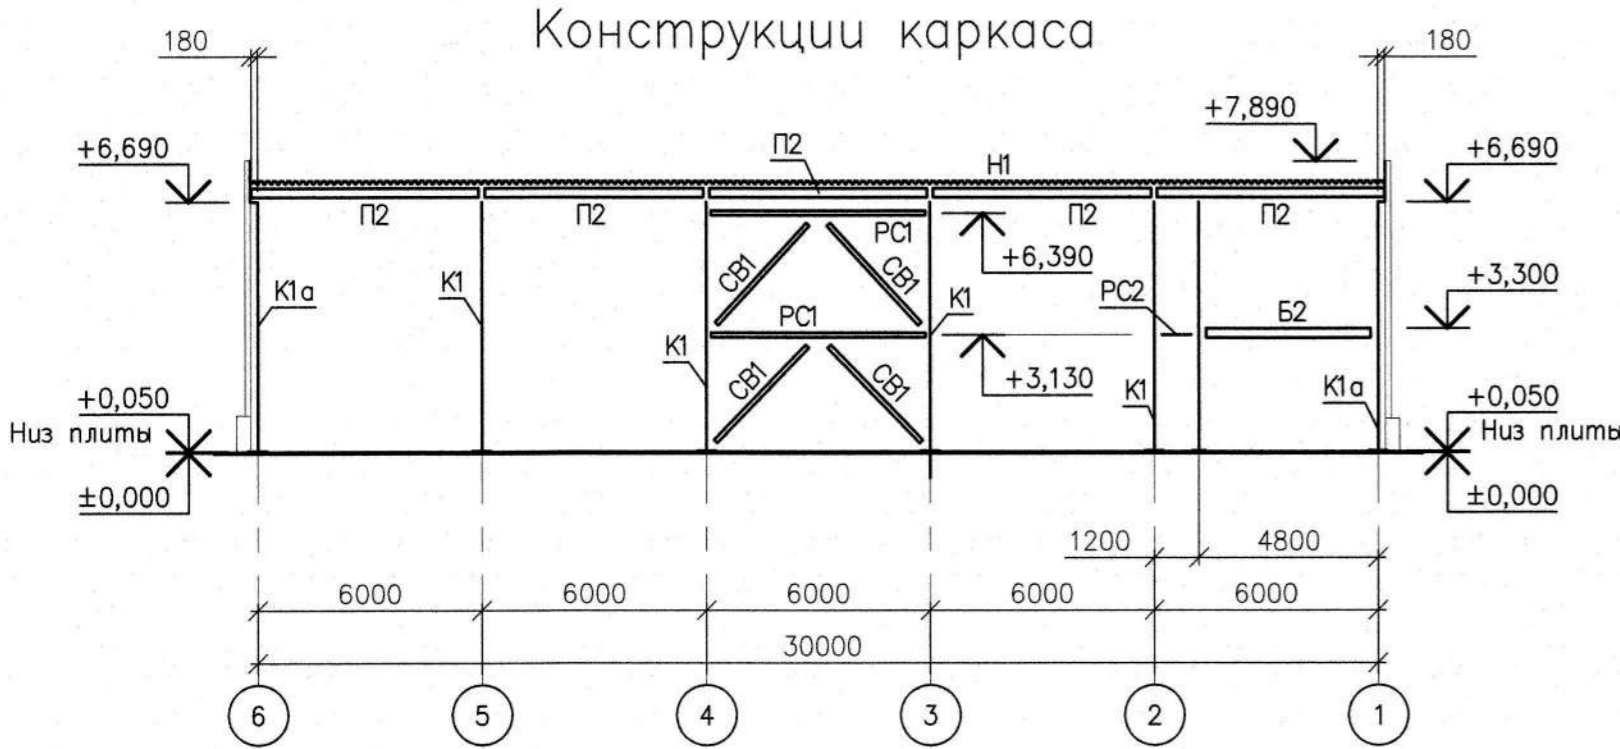 Конструкции каркаса
180
180
+7,890
+6,690
П2
Н1
+6,690
П2
П2
П2
П2
РС1
+6,390
СВ1
СВ1
К1а
К1
К1
РС2
Б2
+3,300
РС1
К1
СВ1
СВ1
+3,130
К1
К1а
+0,050
Низ плиты
+0,050
Низ плиты
±0,000
±0,000
1200
4800
6000
6000
6000
6000
6000
30000
6
5
4
3
2
1